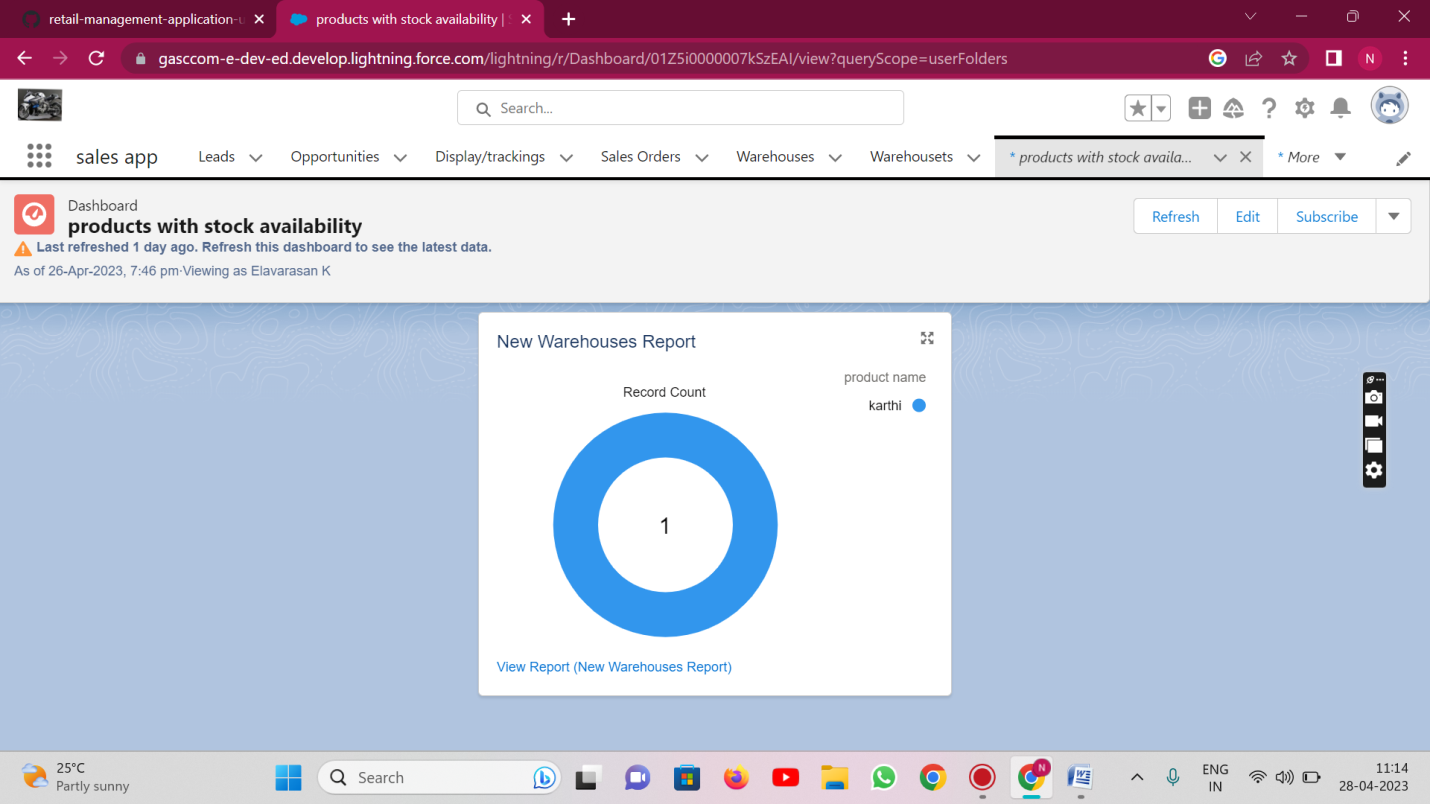 retail-management-application-u
products with stock availability | S
gasccom-e-dev-ed.develop.lightning.force.com/lightning/r/Dashboard/01Z5i0000007kSzEAI/view?queryScope=userFolders
N
Search...
sales app
Leads
Opportunities
Display/trackings
Sales Orders
Warehouses
Warehousets
* products with stock availa...
* More
Dashboard
products with stock availability
Last refreshed 1 day ago. Refresh this dashboard to see the latest data.
As of 26-Apr-2023, 7:46 pm·Viewing as Elavarasan K
Refresh
Edit
Subscribe
New Warehouses Report
product name
Record Count
karthi
1
View Report (New Warehouses Report)
25°C
Partly sunny
Search
N
ENG
IN
11:14
28-04-2023